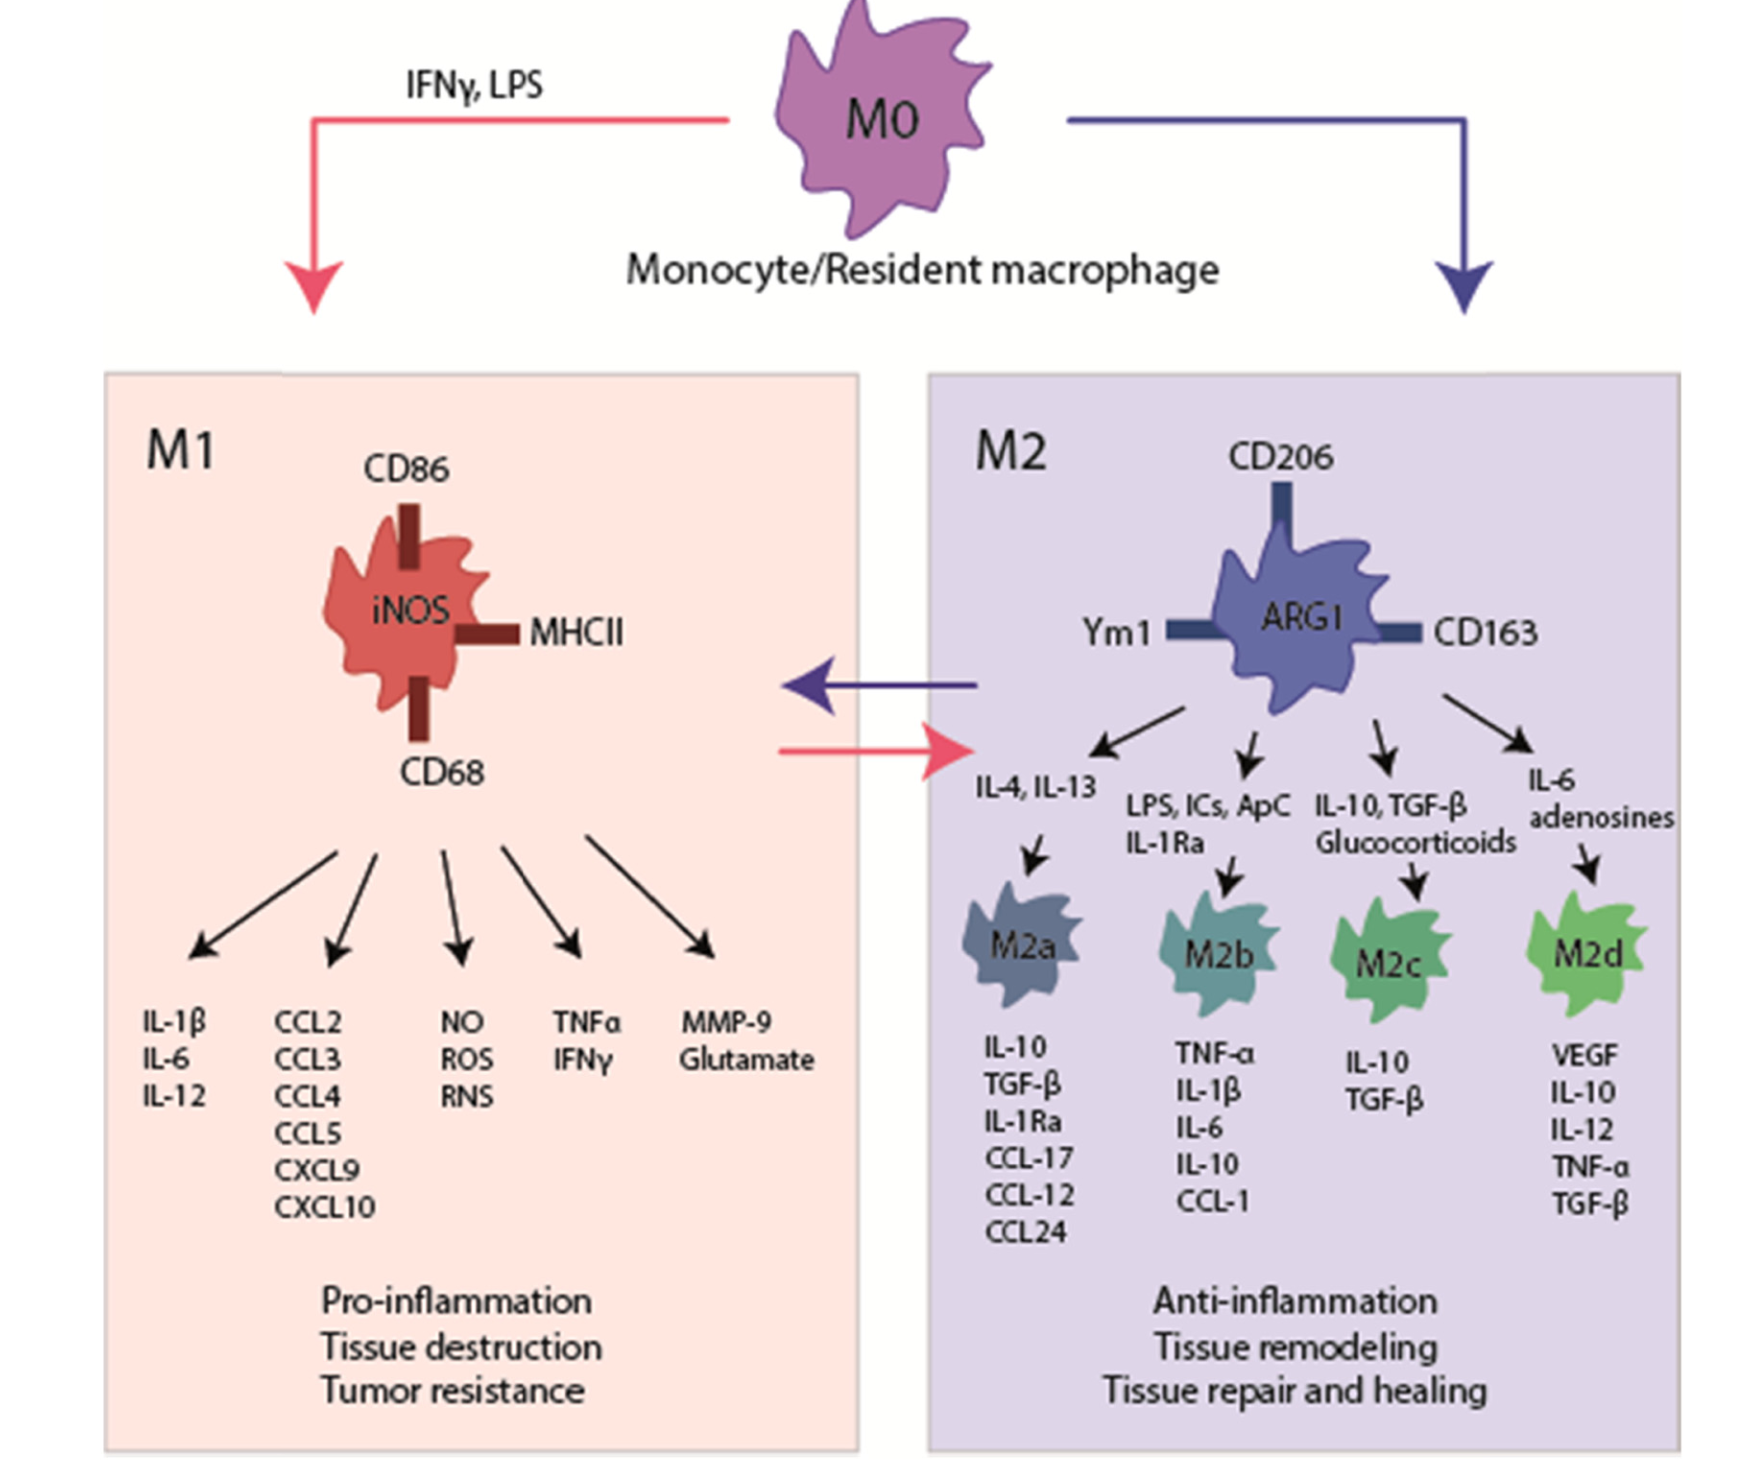 IFNγ, LPS
M0
Monocyte/Resident macrophage
M1
CD86
iNOS
MHCII
CD68
IL-1β
IL-6
IL-12
CCL2
CCL3
CCL4
CCL5
CXCL9
CXCL10
NO
ROS
RNS
TNFα
IFNγ
MMP-9
Glutamate
Pro-inflammation
Tissue destruction
Tumor resistance
M2
CD206
Ym1
ARG1
CD163
IL-4, IL-13
LPS, ICs, ApC
IL-1Ra
IL-10, TGF-β
Glucocorticoids
IL-6
adenosines
M2a
M2b
M2c
M2d
IL-10
TGF-β
IL-1Ra
CCL-17
CCL-12
CCL24
TNF-α
IL-1β
IL-6
IL-10
CCL-1
IL-10
TGF-β
VEGF
IL-10
IL-12
TNF-α
TGF-β
Anti-inflammation
Tissue remodeling
Tissue repair and healing